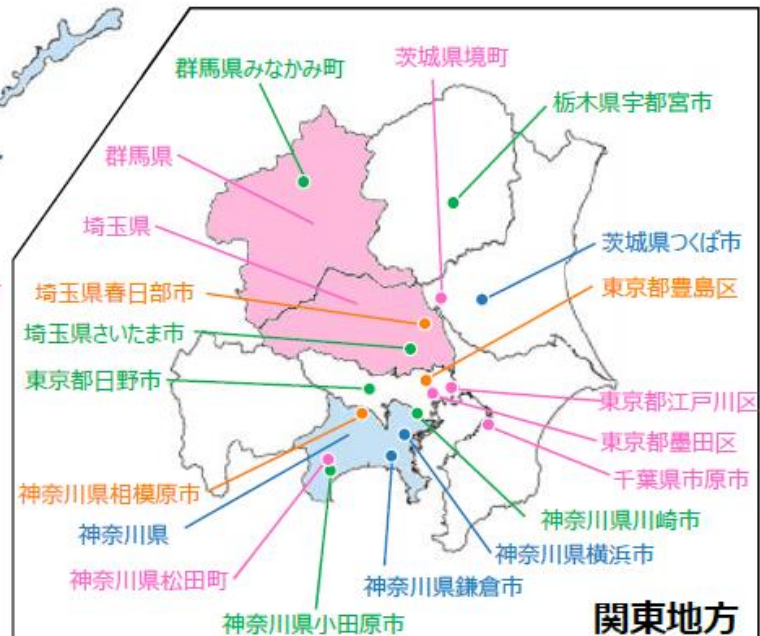 群馬県みなかみ町
茨城県境町
栃木県宇都宮市
群馬県
埼玉県
茨城県つくば市
埼玉県春日部市
東京都豊島区
埼玉県さいたま市
東京都日野市
東京都江戸川区
東京都墨田区
千葉県市原市
神奈川県相模原市
神奈川県川崎市
神奈川県
神奈川県横浜市
神奈川県松田町
神奈川県鎌倉市
神奈川県小田原市
関東地方